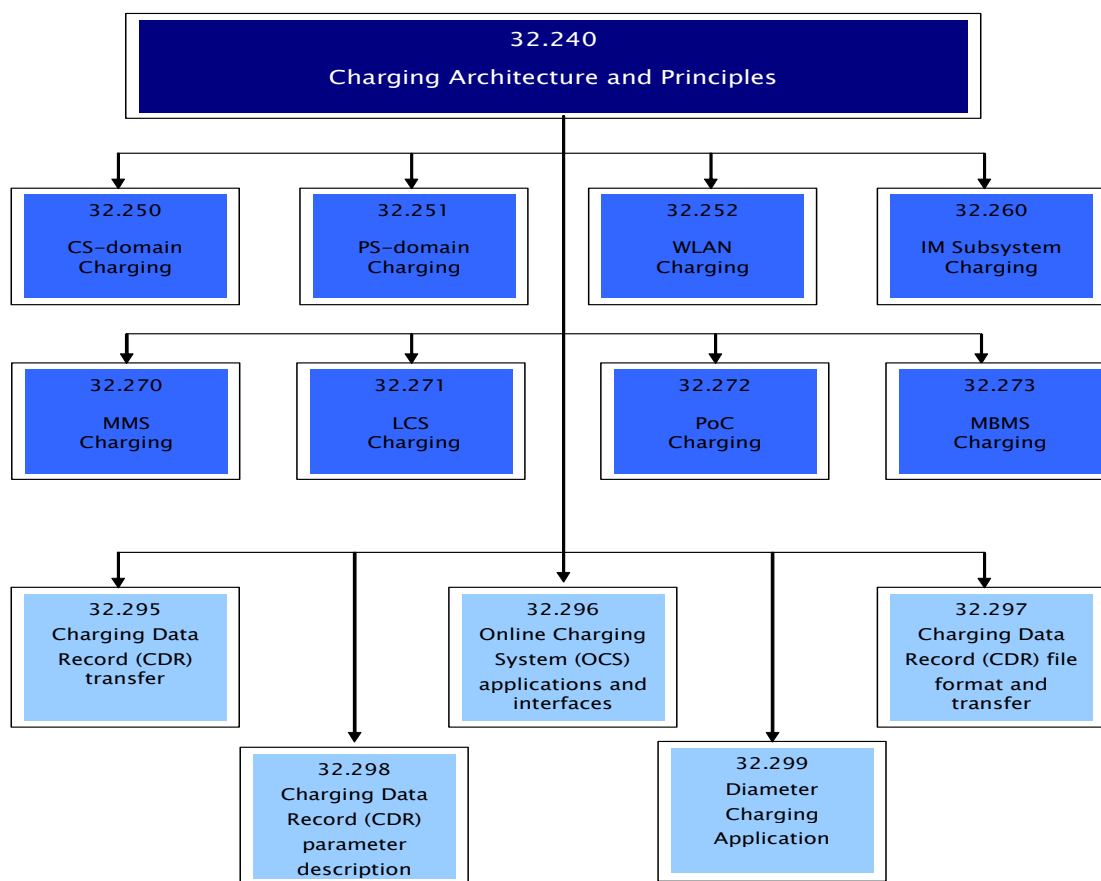 32.240
Charging Architecture and Principles
32.250
CS-domain
Charging
32.251
PS-domain
Charging
32.252
WLAN
Charging
32.260
IM Subsystem
Charging
32.270
MMS
Charging
32.271
LCS
Charging
32.272
PoC
Charging
32.273
MBMS
Charging
32.295
Charging Data
Record (CDR)
transfer
32.296
Online Charging
System (OCS)
applications and
interfaces
32.297
Charging Data
Record (CDR) file
format and
transfer
32.298
Charging Data
Record (CDR)
parameter
description
32.299
Diameter
Charging
Application